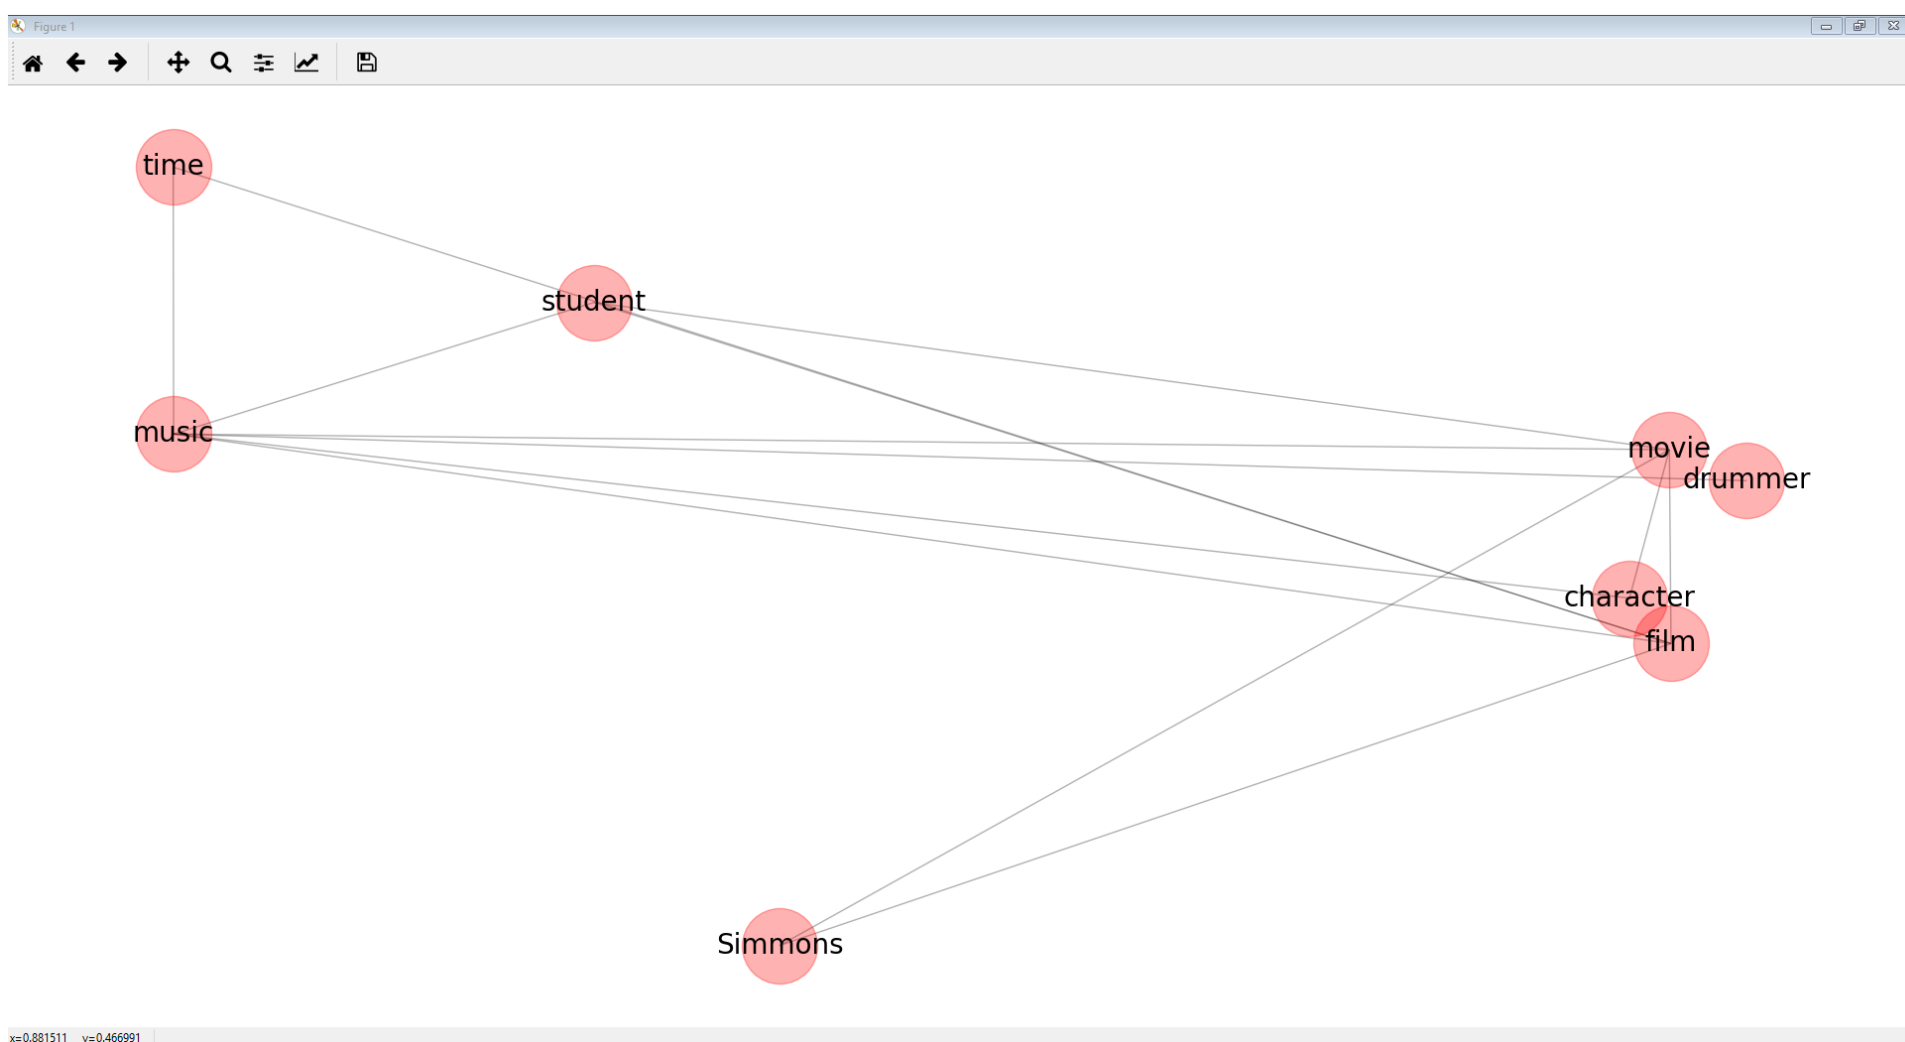 Figure 1
time
student
music
movie
drummer
character
film
Simmons
x=0.881511 y=0.466991